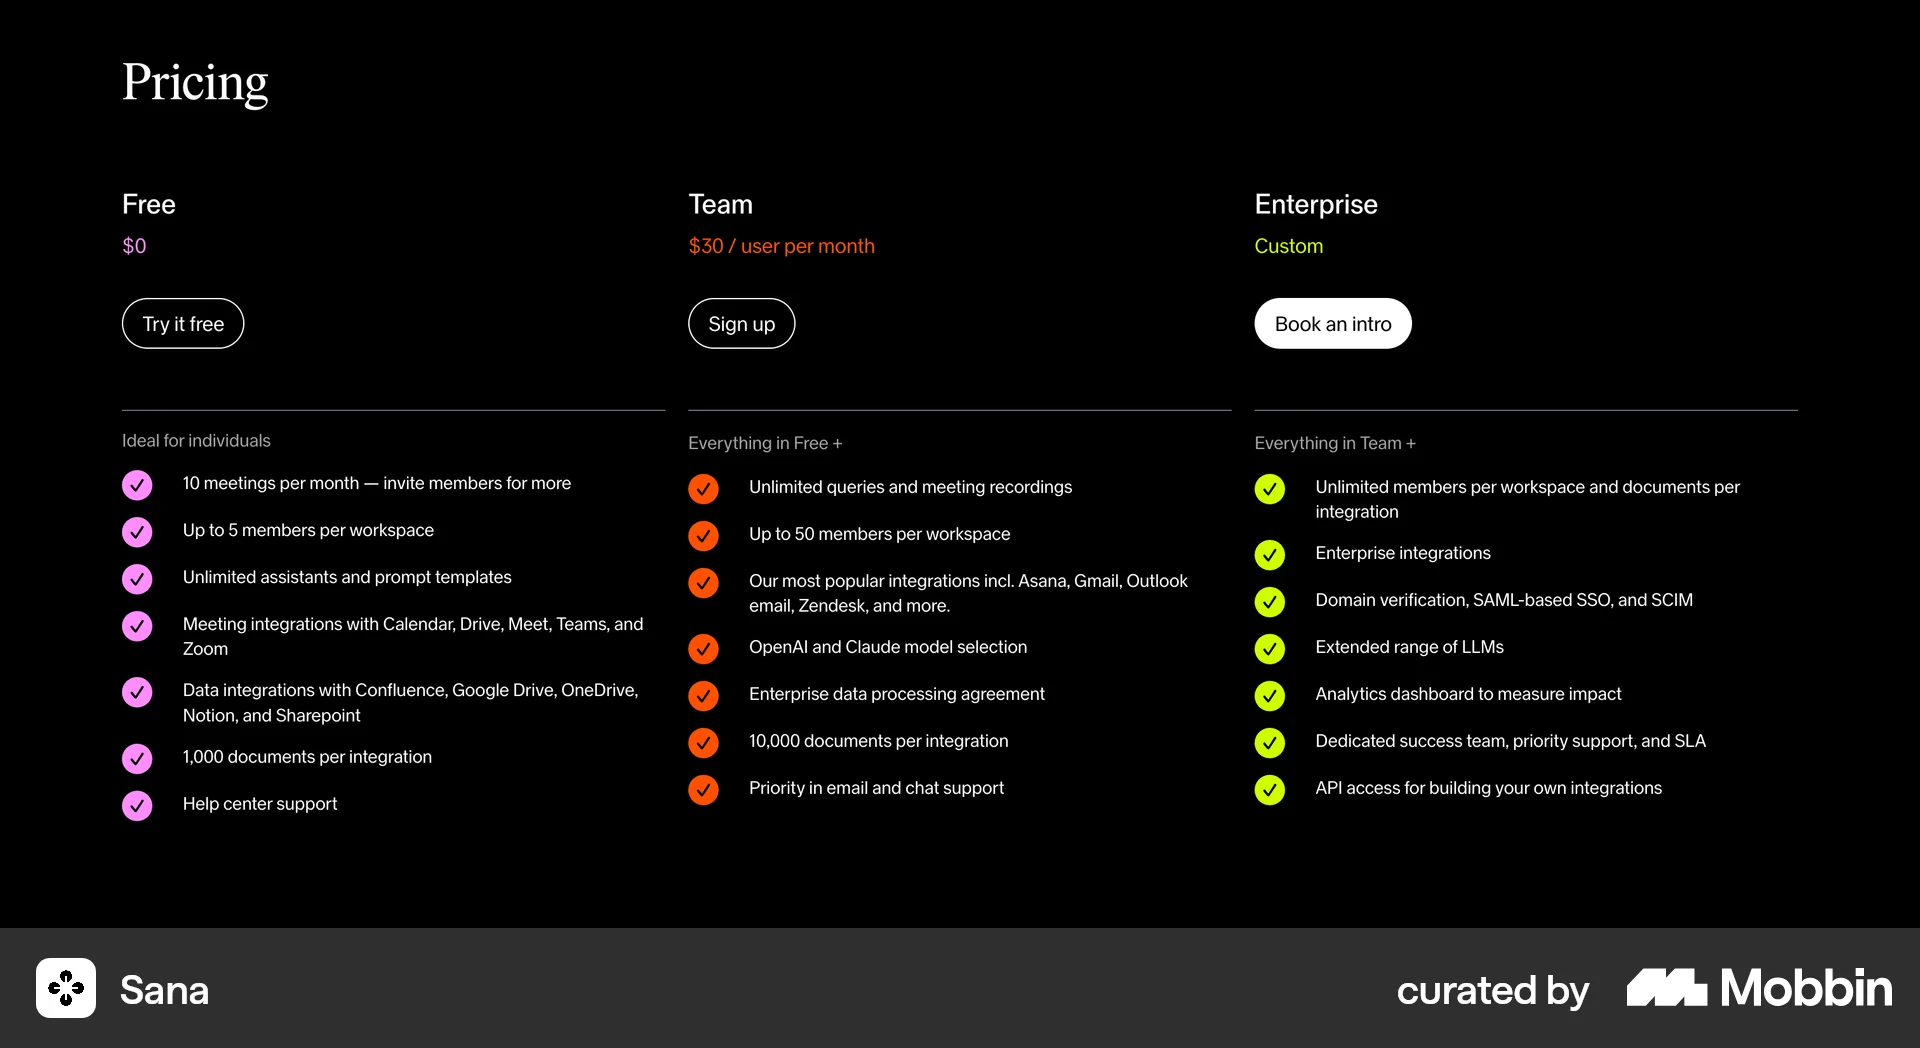 Pricing
Free
$0
Try it free
Ideal for individuals
10 meetings per month — invite members for more
Up to 5 members per workspace
Unlimited assistants and prompt templates
Meeting integrations with Calendar, Drive, Meet, Teams, and
Zoom
Data integrations with Confluence, Google Drive, OneDrive,
Notion, and Sharepoint
1,000 documents per integration
Help center support
Team
$30 / user per month
Sign up
Everything in Free +
Unlimited queries and meeting recordings
Up to 50 members per workspace
Our most popular integrations incl. Asana, Gmail, Outlook
email, Zendesk, and more.
OpenAI and Claude model selection
Enterprise data processing agreement
10,000 documents per integration
Priority in email and chat support
Enterprise
Custom
Book an intro
Everything in Team +
Unlimited members per workspace and documents per
integration
Enterprise integrations
Domain verification, SAML-based SSO, and SCIM
Extended range of LLMs
Analytics dashboard to measure impact
Dedicated success team, priority support, and SLA
API access for building your own integrations
Sana
curated by Mobbin